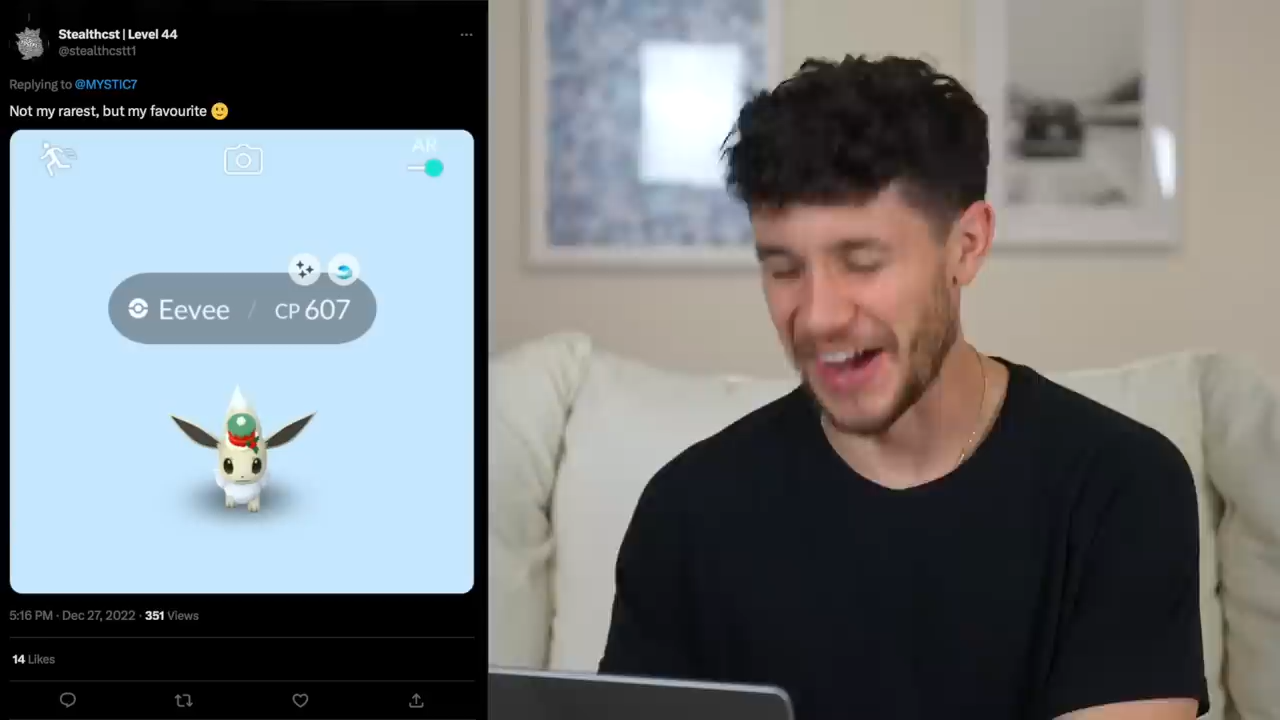 Stealthcst | Level 44
@stealthcstt1
Replying to @MYSTIC7
Not my rarest, but my favourite 🙂
AR
Eevee / CP 607
5:16 PM · Dec 27, 2022 · 351 Views
14 Likes